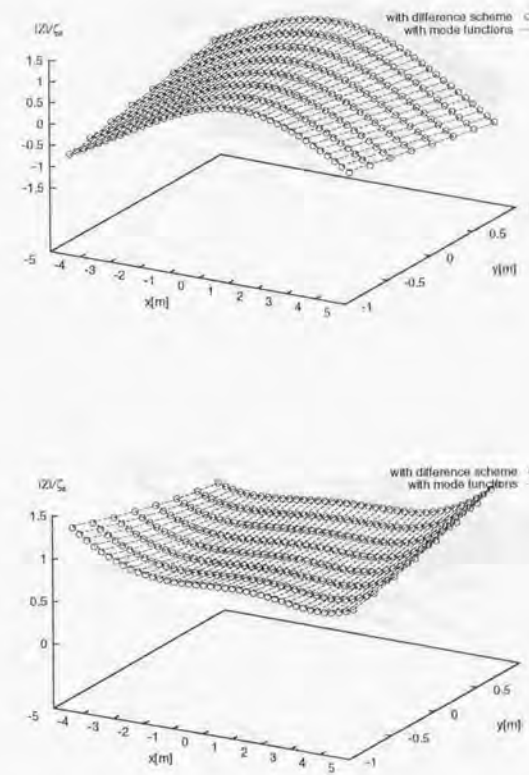 |Z|/ζa
with difference scheme
with mode functions
1.5
1
0.5
0
-0.5
-1
-1.5
-5 -4 -3 -2 -1 0 1 2 3 4 5
x[m]
-1 -0.5 0 0.5
y[m]
|Z|/ζa
with difference scheme
with mode functions
1.5
1
0.5
0
-5 -4 -3 -2 -1 0 1 2 3 4 5
x[m]
-1 -0.5 0 0.5
y[m]